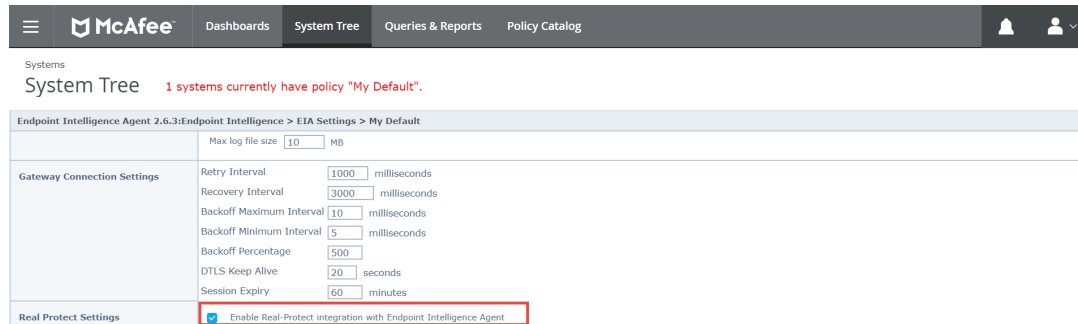 McAfee™ Dashboards System Tree Queries & Reports Policy Catalog
Systems
System Tree 1 systems currently have policy "My Default".
Endpoint Intelligence Agent 2.6.3:Endpoint Intelligence > EIA Settings > My Default
Max log file size 10 MB
Gateway Connection Settings Retry Interval 1000 milliseconds
Recovery Interval 3000 milliseconds
Backoff Maximum Interval 10 milliseconds
Backoff Minimum Interval 5 milliseconds
Backoff Percentage 500
DTLS Keep Alive 20 seconds
Session Expiry 60 minutes
Real Protect Settings Enable Real-Protect integration with Endpoint Intelligence Agent